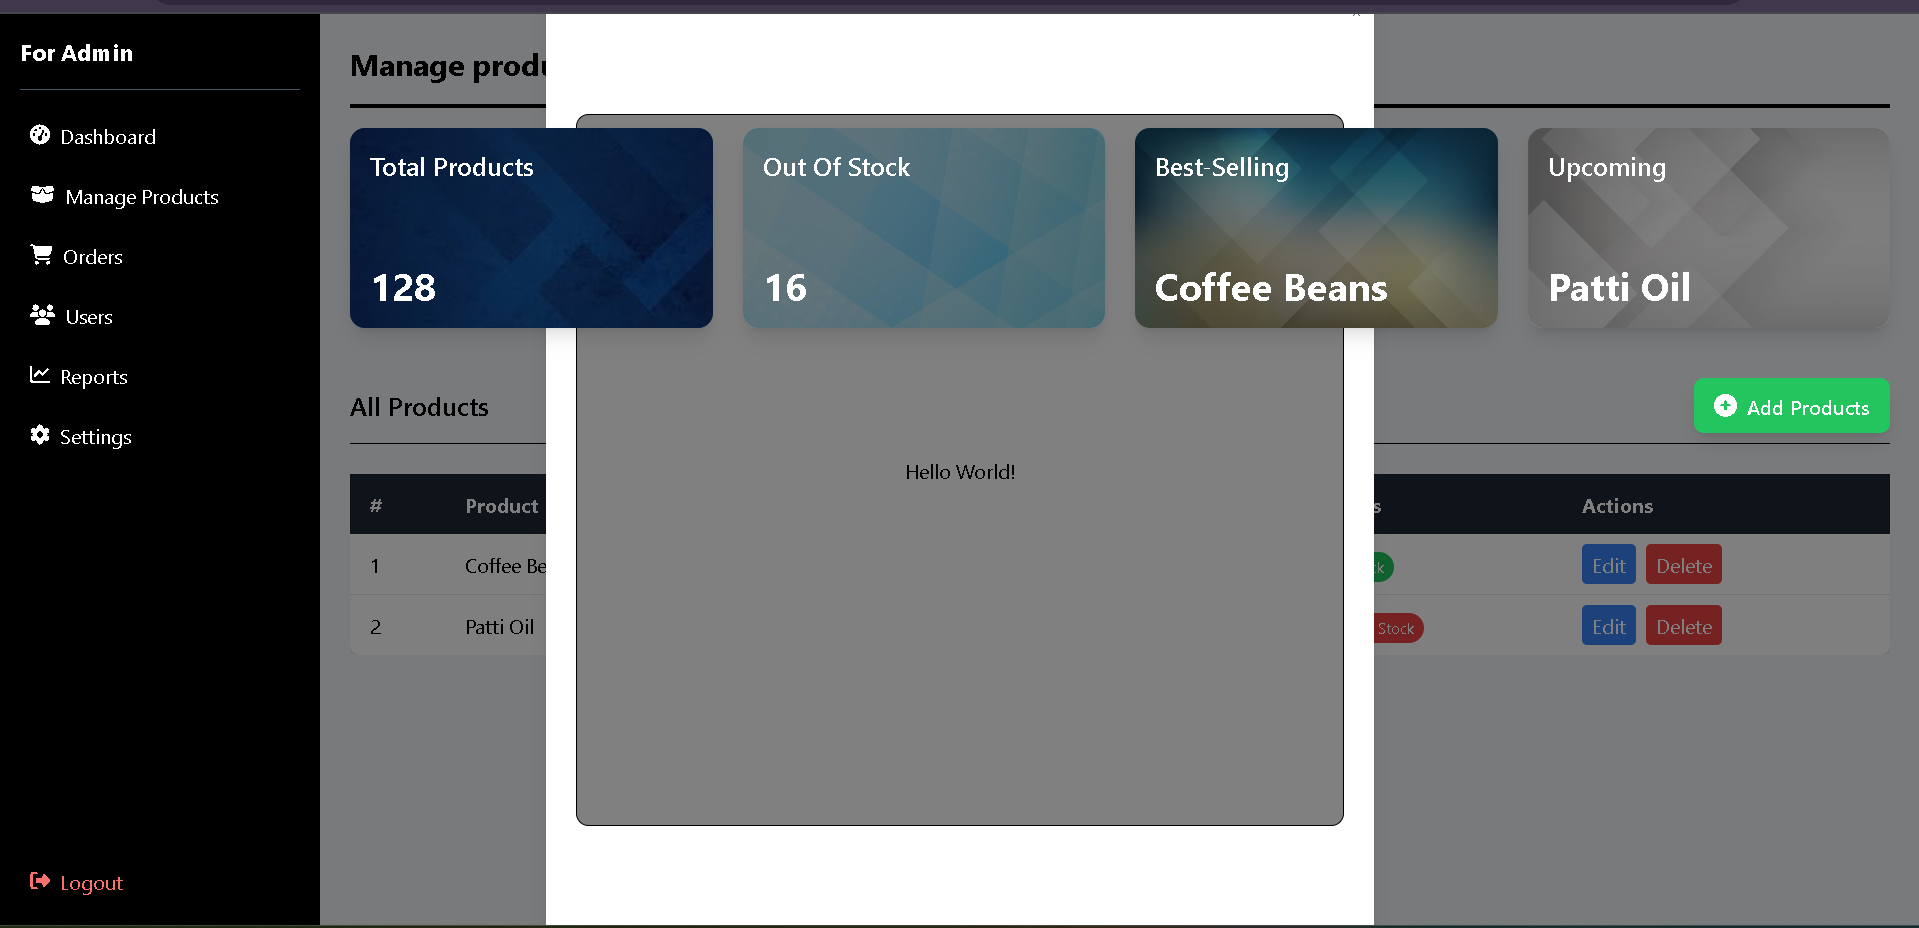 For Admin
Dashboard
Manage Products
Orders
Users
Reports
Settings
Logout
Manage produ
Total Products
128
Out Of Stock
16
Best-Selling
Coffee Beans
Upcoming
Patti Oil
All Products
Add Products
Hello World!
# Product s Actions
1 Coffee Be ck Edit Delete
2 Patti Oil Stock Edit Delete